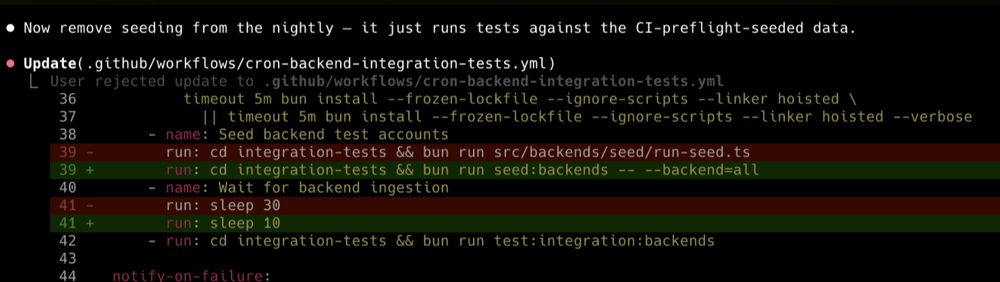 ● Now remove seeding from the nightly — it just runs tests against the CI-preflight-seeded data.
● Update(.github/workflows/cron-backend-integration-tests.yml)
⎿ User rejected update to .github/workflows/cron-backend-integration-tests.yml
36 timeout 5m bun install --frozen-lockfile --ignore-scripts --linker hoisted \
37 || timeout 5m bun install --frozen-lockfile --ignore-scripts --linker hoisted --verbose
38 - name: Seed backend test accounts
39 - run: cd integration-tests && bun run src/backends/seed/run-seed.ts
39 + run: cd integration-tests && bun run seed:backends -- --backend=all
40 - name: Wait for backend ingestion
41 - run: sleep 30
41 + run: sleep 10
42 - run: cd integration-tests && bun run test:integration:backends
43
44 notify-on-failure: